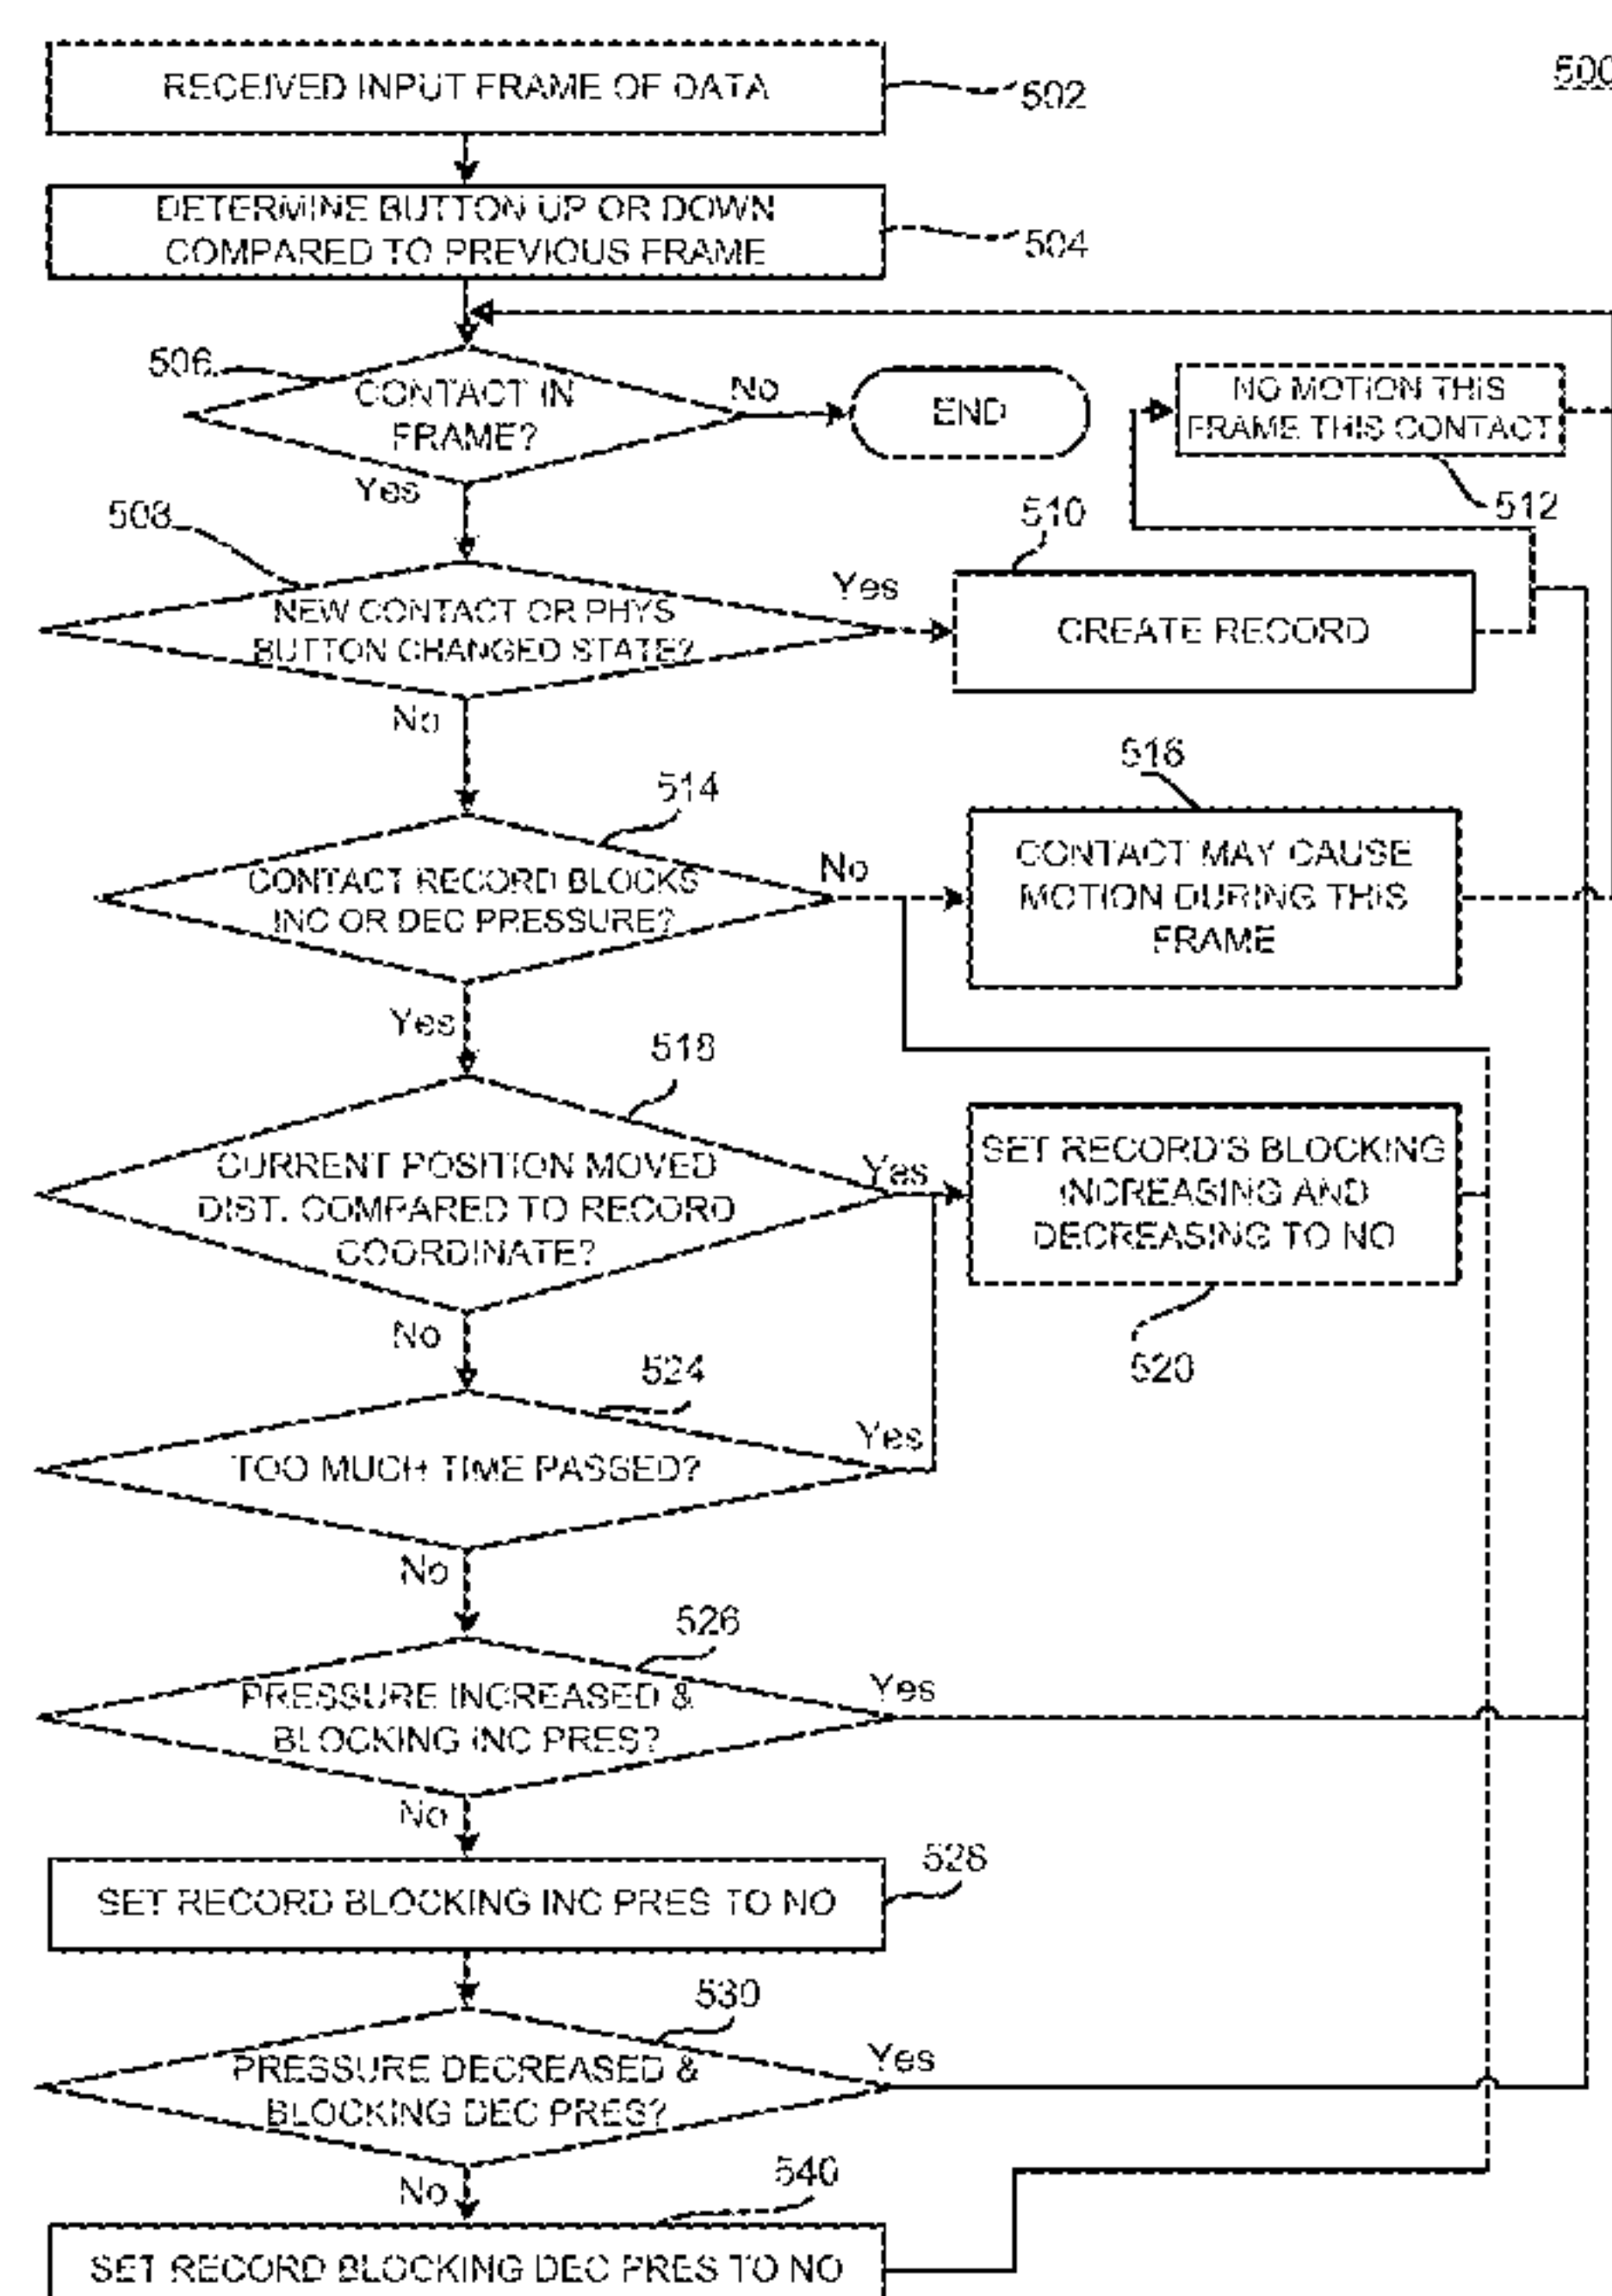 500
RECEIVED INPUT FRAME OF DATA
502
DETERMINE BUTTON UP OR DOWN
COMPARED TO PREVIOUS FRAME
504
506
CONTACT IN
FRAME?
No
END
NO MOTION THIS
FRAME THIS CONTACT
512
Yes
508
NEW CONTACT OR PHYS
BUTTON CHANGED STATE?
Yes
510
CREATE RECORD
No
514
CONTACT RECORD BLOCKS
INC OR DEC PRESSURE?
No
516
CONTACT MAY CAUSE
MOTION DURING THIS
FRAME
Yes
518
CURRENT POSITION MOVED
DIST. COMPARED TO RECORD
COORDINATE?
Yes
SET RECORD'S BLOCKING
INCREASING AND
DECREASING TO NO
520
No
524
TOO MUCH TIME PASSED?
Yes
No
526
PRESSURE INCREASED &
BLOCKING INC PRES?
Yes
No
SET RECORD BLOCKING INC PRES TO NO
528
530
PRESSURE DECREASED &
BLOCKING DEC PRES?
Yes
No
540
SET RECORD BLOCKING DEC PRES TO NO